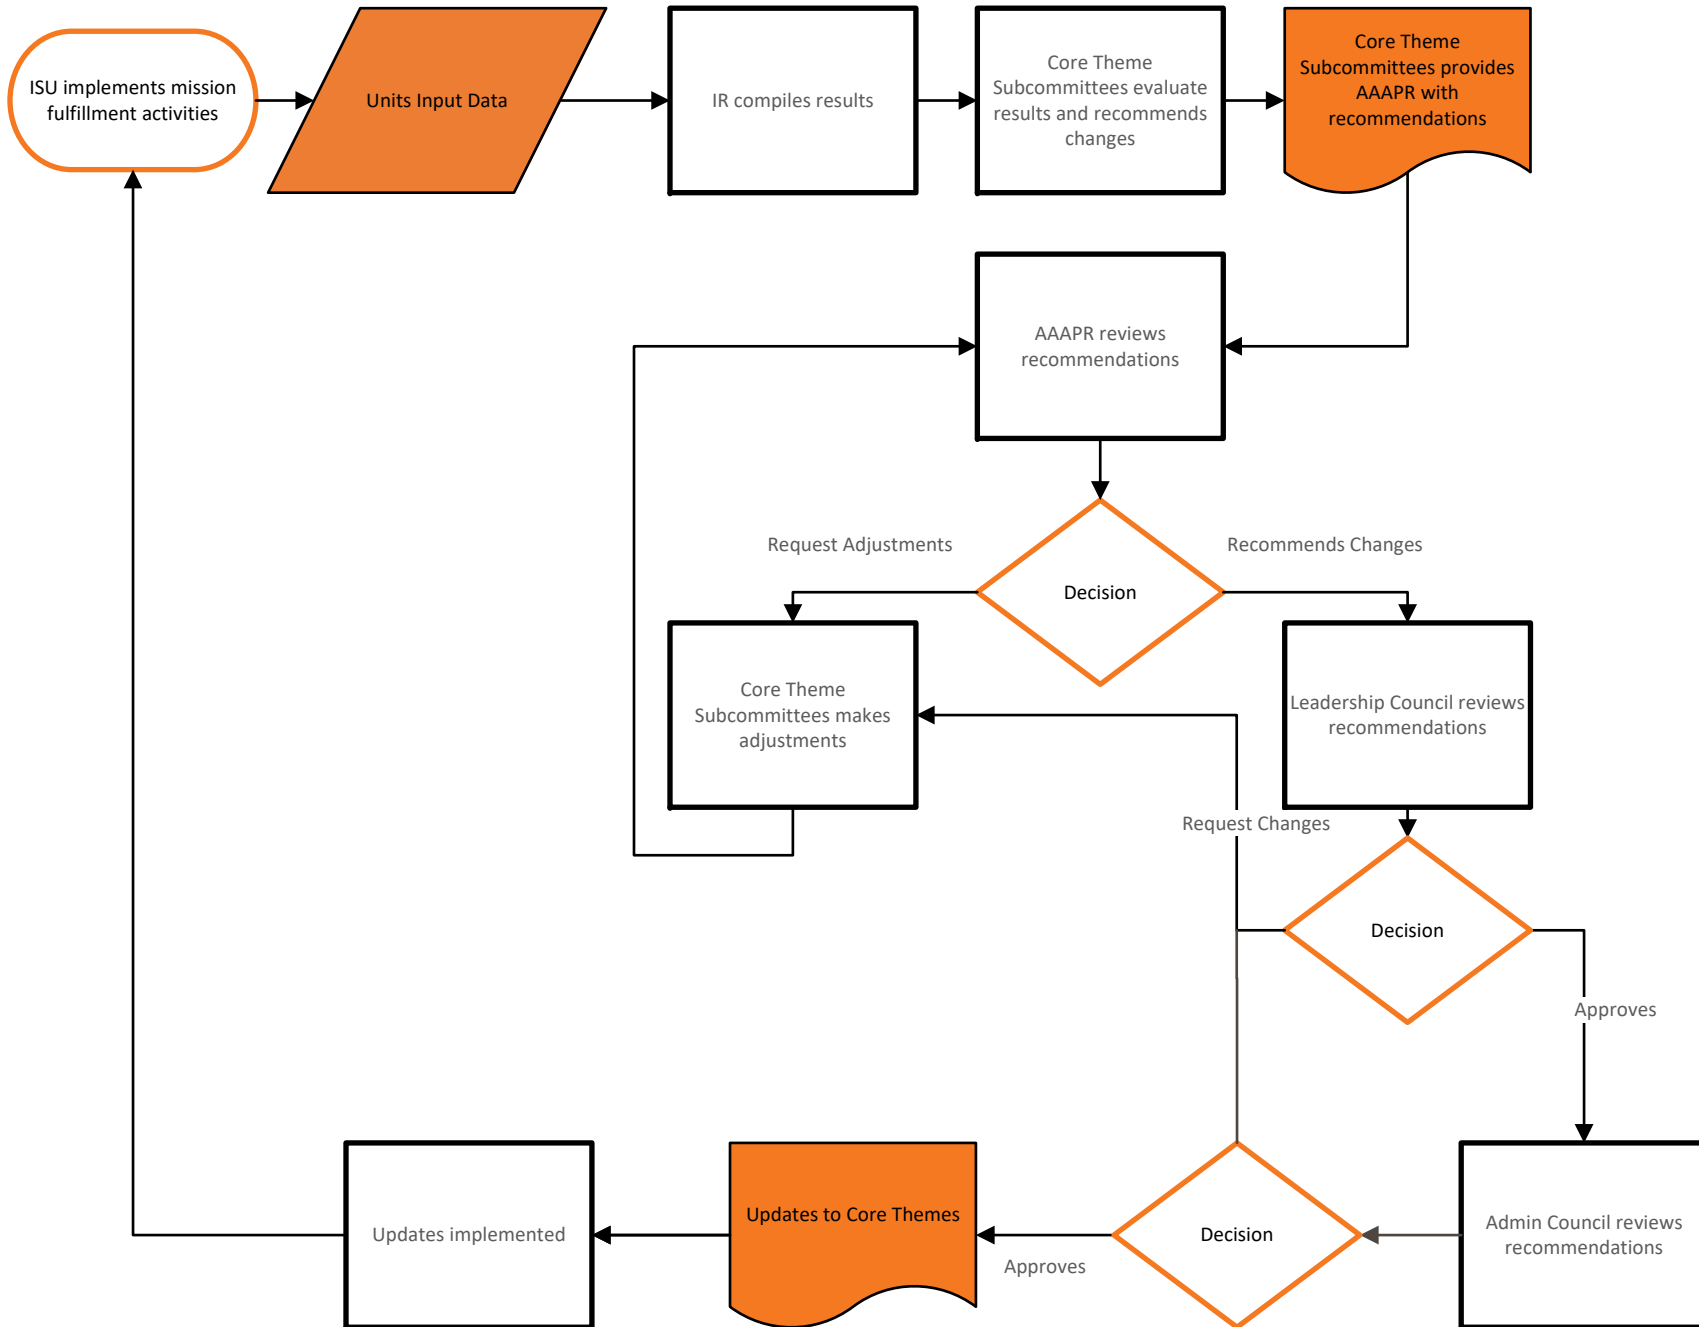 ISU implements mission
fulfillment activities
Units Input Data
IR compiles results
Core Theme
Subcommittees evaluate
results and recommends
changes
Core Theme
Subcommittees provides
AAAPR with
recommendations
AAAPR reviews
recommendations
Request Adjustments
Recommends Changes
Decision
Core Theme
Subcommittees makes
adjustments
Leadership Council reviews
recommendations
Request Changes
Decision
Approves
Updates implemented
Updates to Core Themes
Approves
Decision
Admin Council reviews
recommendations